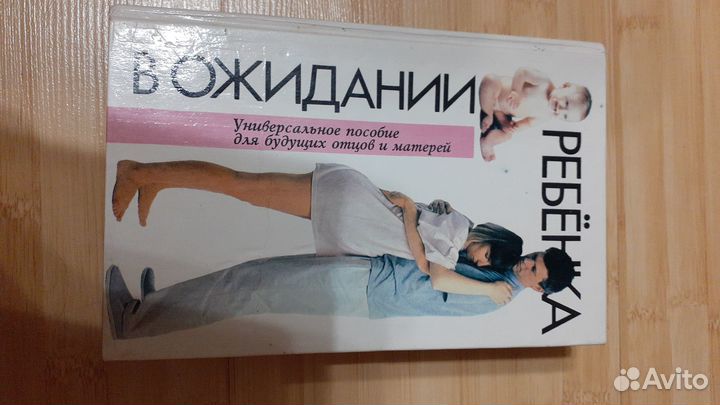 В ОЖИДАНИИ
РЕБЁНКА
Универсальное пособие
для будущих отцов и матерей
Avito